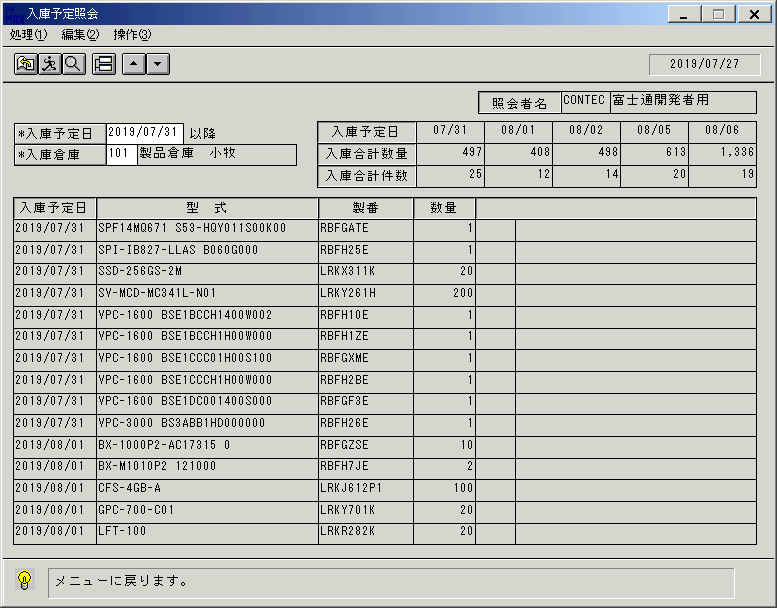 入庫予定照会
処理(1) 編集(2) 操作(3)
2019/07/27
照会者名 CONTEC 富士通開発者用
*入庫予定日 2019/07/31 以降
*入庫倉庫 101 製品倉庫 小牧
入庫予定日 07/31 08/01 08/02 08/05 08/06
入庫合計数量 497 408 498 613 1,336
入庫合計件数 25 12 14 20 19
入庫予定日 型 式 製番 数量
2019/07/31 SPF14MQ671 S53-HQY011S00K00 RBFGATE 1
2019/07/31 SPI-IB827-LLAS B060G000 RBFH25E 1
2019/07/31 SSD-256GS-2M LRKX311K 20
2019/07/31 SV-MCD-MC341L-N01 LRKY261H 200
2019/07/31 VPC-1600 BSE1BCCH1400W002 RBFH10E 1
2019/07/31 VPC-1600 BSE1BCCH1H00W000 RBFH1ZE 1
2019/07/31 VPC-1600 BSE1CCC01H00S100 RBFGXME 1
2019/07/31 VPC-1600 BSE1CCCH1H00W000 RBFH2BE 1
2019/07/31 VPC-1600 BSE1DC001400S000 RBFGF3E 1
2019/07/31 VPC-3000 BS3ABB1HD000000 RBFH26E 1
2019/08/01 BX-1000P2-AC17315 0 RBFGZSE 10
2019/08/01 BX-M1010P2 121000 RBFH7JE 2
2019/08/01 CFS-4GB-A LRKJ612P1 100
2019/08/01 GPC-700-C01 LRKY701K 20
2019/08/01 LFT-100 LRKR282K 20
メニューに戻ります。